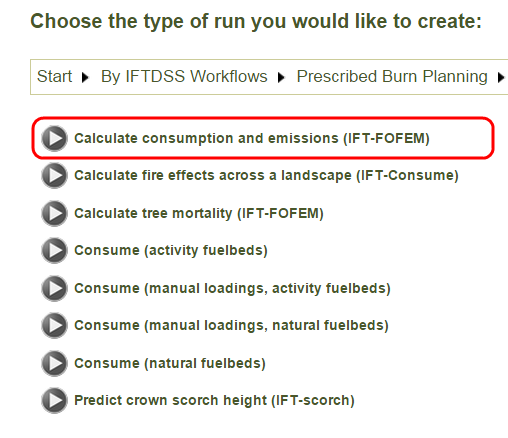 Choose the type of run you would like to create:
Start By IFTDSS Workflows Prescribed Burn Planning
Calculate consumption and emissions (IFT-FOFEM)
Calculate fire effects across a landscape (IFT-Consume)
Calculate tree mortality (IFT-FOFEM)
Consume (activity fuelbeds)
Consume (manual loadings, activity fuelbeds)
Consume (manual loadings, natural fuelbeds)
Consume (natural fuelbeds)
Predict crown scorch height (IFT-scorch)